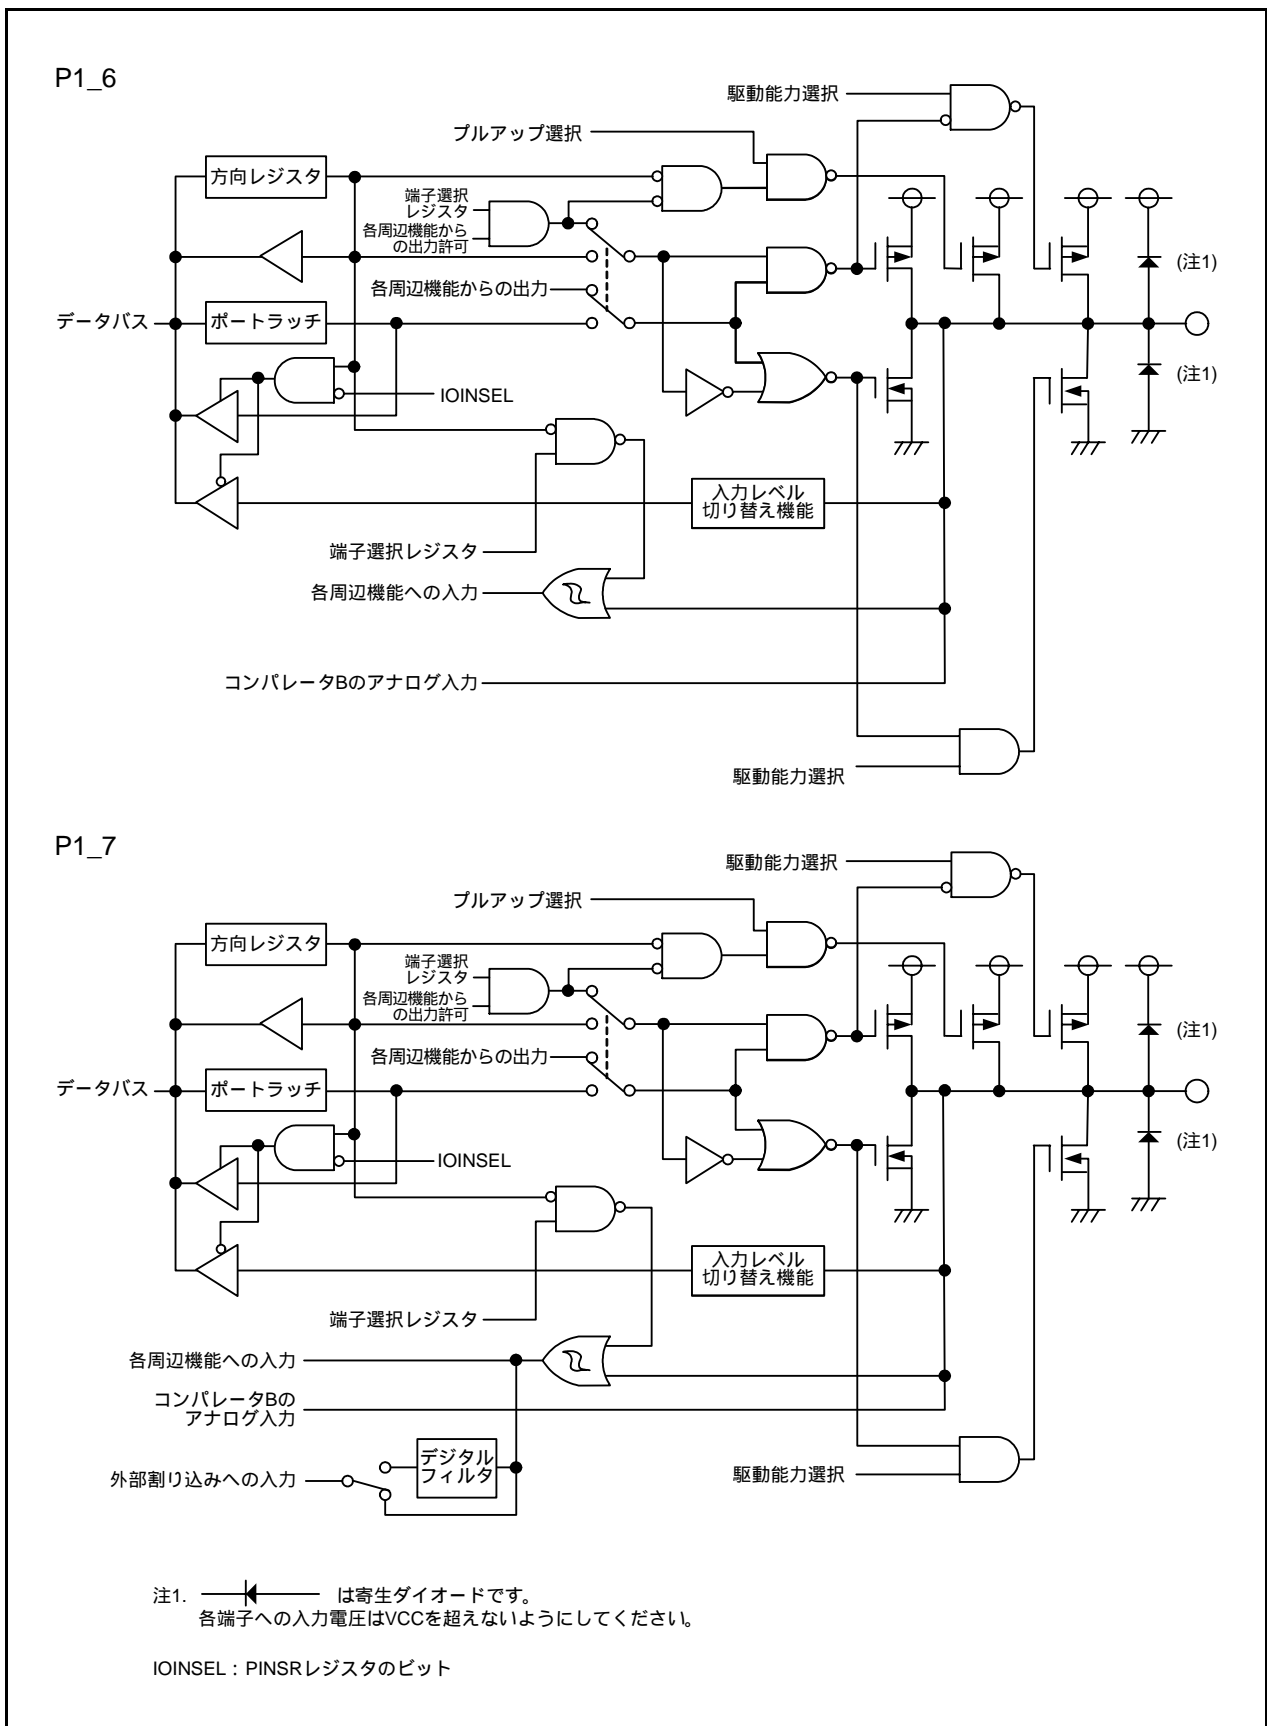 P1_6
駆動能力選択
プルアップ選択
方向レジスタ
端子選択
レジスタ
各周辺機能から
の出力許可
(注1)
各周辺機能からの出力
データバス
ポートラッチ
(注1)
IOINSEL
入力レベル
切り替え機能
端子選択レジスタ
各周辺機能への入力
コンパレータBのアナログ入力
駆動能力選択
P1_7
駆動能力選択
プルアップ選択
方向レジスタ
端子選択
レジスタ
各周辺機能から
の出力許可
(注1)
各周辺機能からの出力
データバス
ポートラッチ
(注1)
IOINSEL
入力レベル
切り替え機能
端子選択レジスタ
各周辺機能への入力
コンパレータBの
アナログ入力
デジタル
フィルタ
外部割り込みへの入力
駆動能力選択
注1. は寄生ダイオードです。
各端子への入力電圧はVCCを超えないようにしてください。
IOINSEL：PINSRレジスタのビット